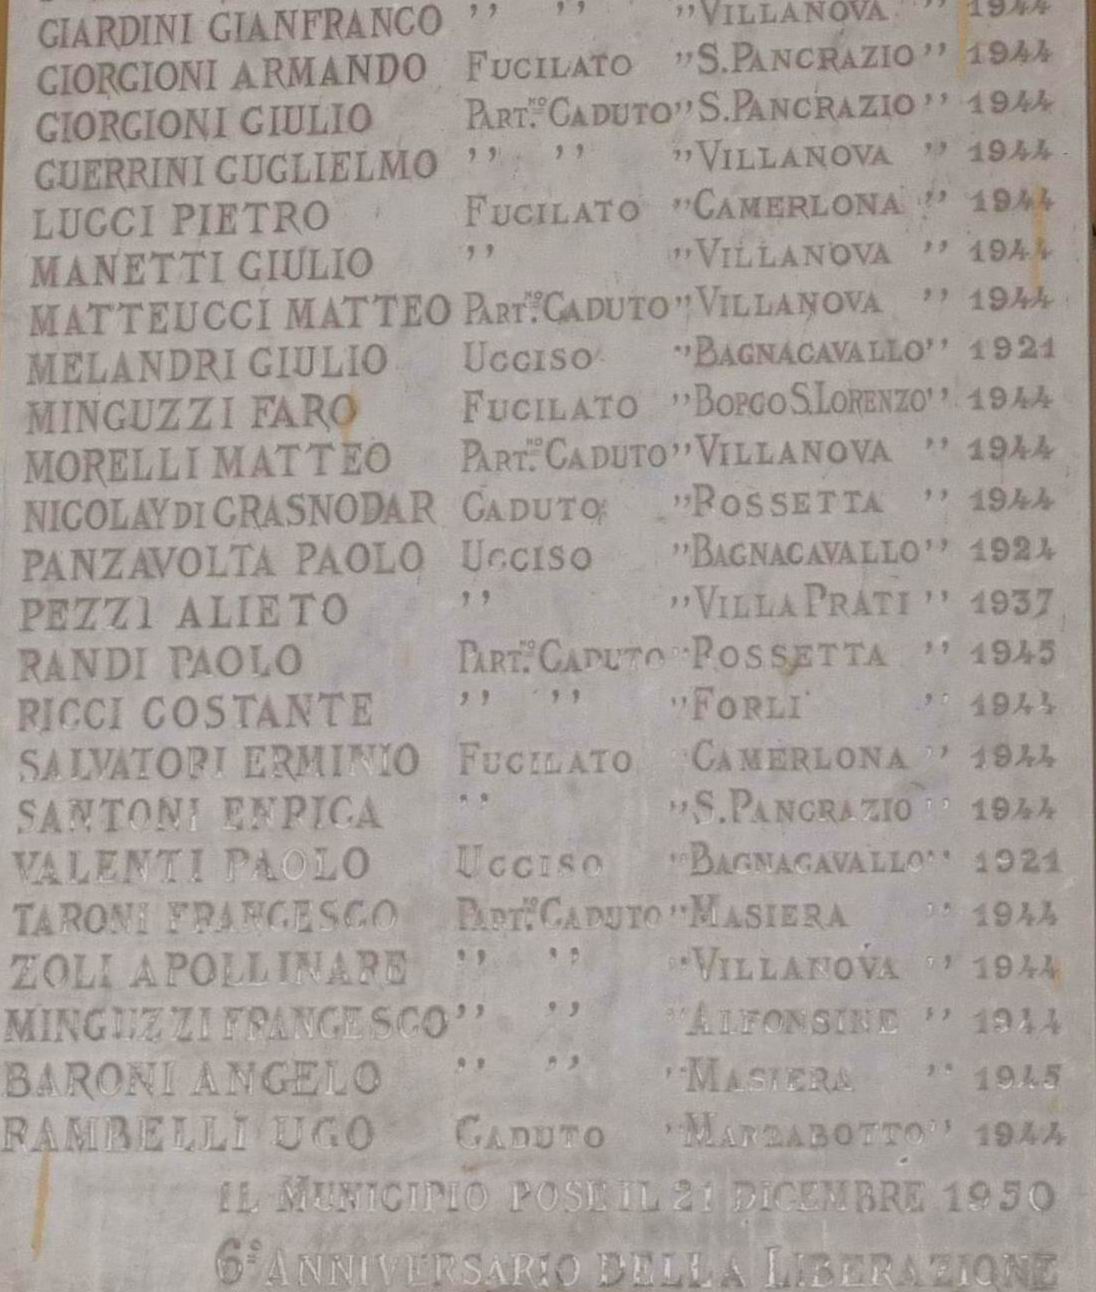 GIARDINI GIANFRANCO '' '' "VILLANOVA '' 1944
GIORGIONI ARMANDO FUCILATO "S.PANCRAZIO" 1944
GIORGIONI GIULIO PART.NO CADUTO "S.PANCRAZIO" 1944
GUERRINI GUGLIELMO '' '' "VILLANOVA '' 1944
LUCCI PIETRO FUCILATO "CAMERLONA '' 1944
MANETTI GIULIO '' "VILLANOVA '' 1944
MATTEUCCI MATTEO PART.NO CADUTO "VILLANOVA '' 1944
MELANDRI GIULIO UCCISO "BAGNACAVALLO" 1921
MINGUZZI FARO FUCILATO "BORGO S.LORENZO" 1944
MORELLI MATTEO PART.NO CADUTO "VILLANOVA '' 1944
NICOLAY DI GRASNODAR CADUTO "ROSSETTA '' 1944
PANZAVOLTA PAOLO UCCISO "BAGNACAVALLO" 1924
PEZZI ALIETO '' "VILLA PRATI '' 1937
RANDI PAOLO PART.NO CADUTO "ROSSETTA '' 1945
RICCI COSTANTE '' '' "FORLI' '' 1944
SALVATORI ERMINIO FUCILATO "CAMERLONA '' 1944
SANTONI ENRICA '' "S.PANCRAZIO '' 1944
VALENTI PAOLO UCCISO "BAGNACAVALLO" 1921
TARONI FRANCESCO PART.NO CADUTO "MASIERA '' 1944
ZOLI APOLLINARE '' '' "VILLANOVA '' 1944
MINGUZZI FRANCESCO '' '' "ALFONSINE '' 1944
BARONI ANGELO '' '' "MASIERA '' 1945
RAMBELLI UGO CADUTO "MARZABOTTO" 1944
IL MUNICIPIO POSE IL 21 DICEMBRE 1950
6° ANNIVERSARIO DELLA LIBERAZIONE